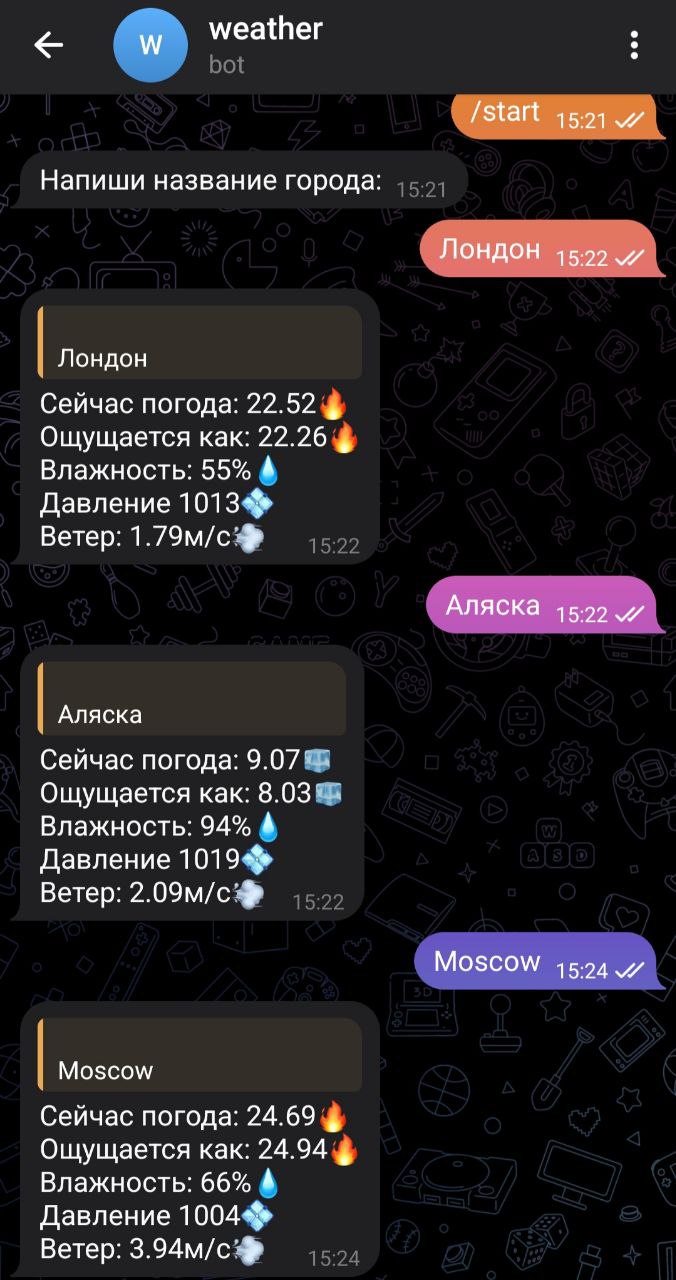 W
weather
bot
/start 15:21
Напиши название города: 15:21
Лондон 15:22
Лондон
Сейчас погода: 22.52🔥
Ощущается как: 22.26🔥
Влажность: 55%💧
Давление 1013💠
Ветер: 1.79м/с💨 15:22
Аляска 15:22
Аляска
Сейчас погода: 9.07🧊
Ощущается как: 8.03🧊
Влажность: 94%💧
Давление 1019💠
Ветер: 2.09м/с💨 15:22
Moscow 15:24
Moscow
Сейчас погода: 24.69🔥
Ощущается как: 24.94🔥
Влажность: 66%💧
Давление 1004💠
Ветер: 3.94м/с💨 15:24